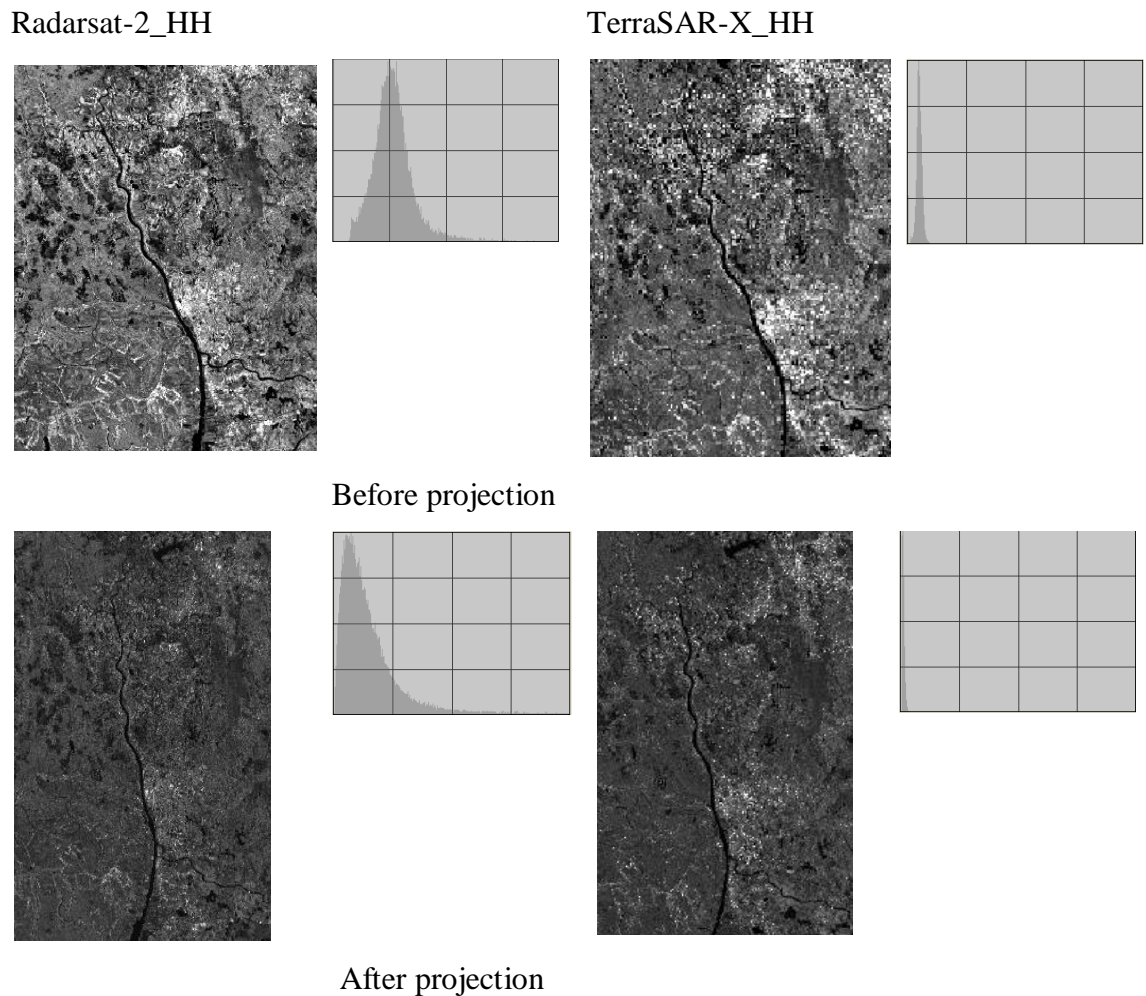 Radarsat-2_HH
TerraSAR-X_HH
Before projection
After projection